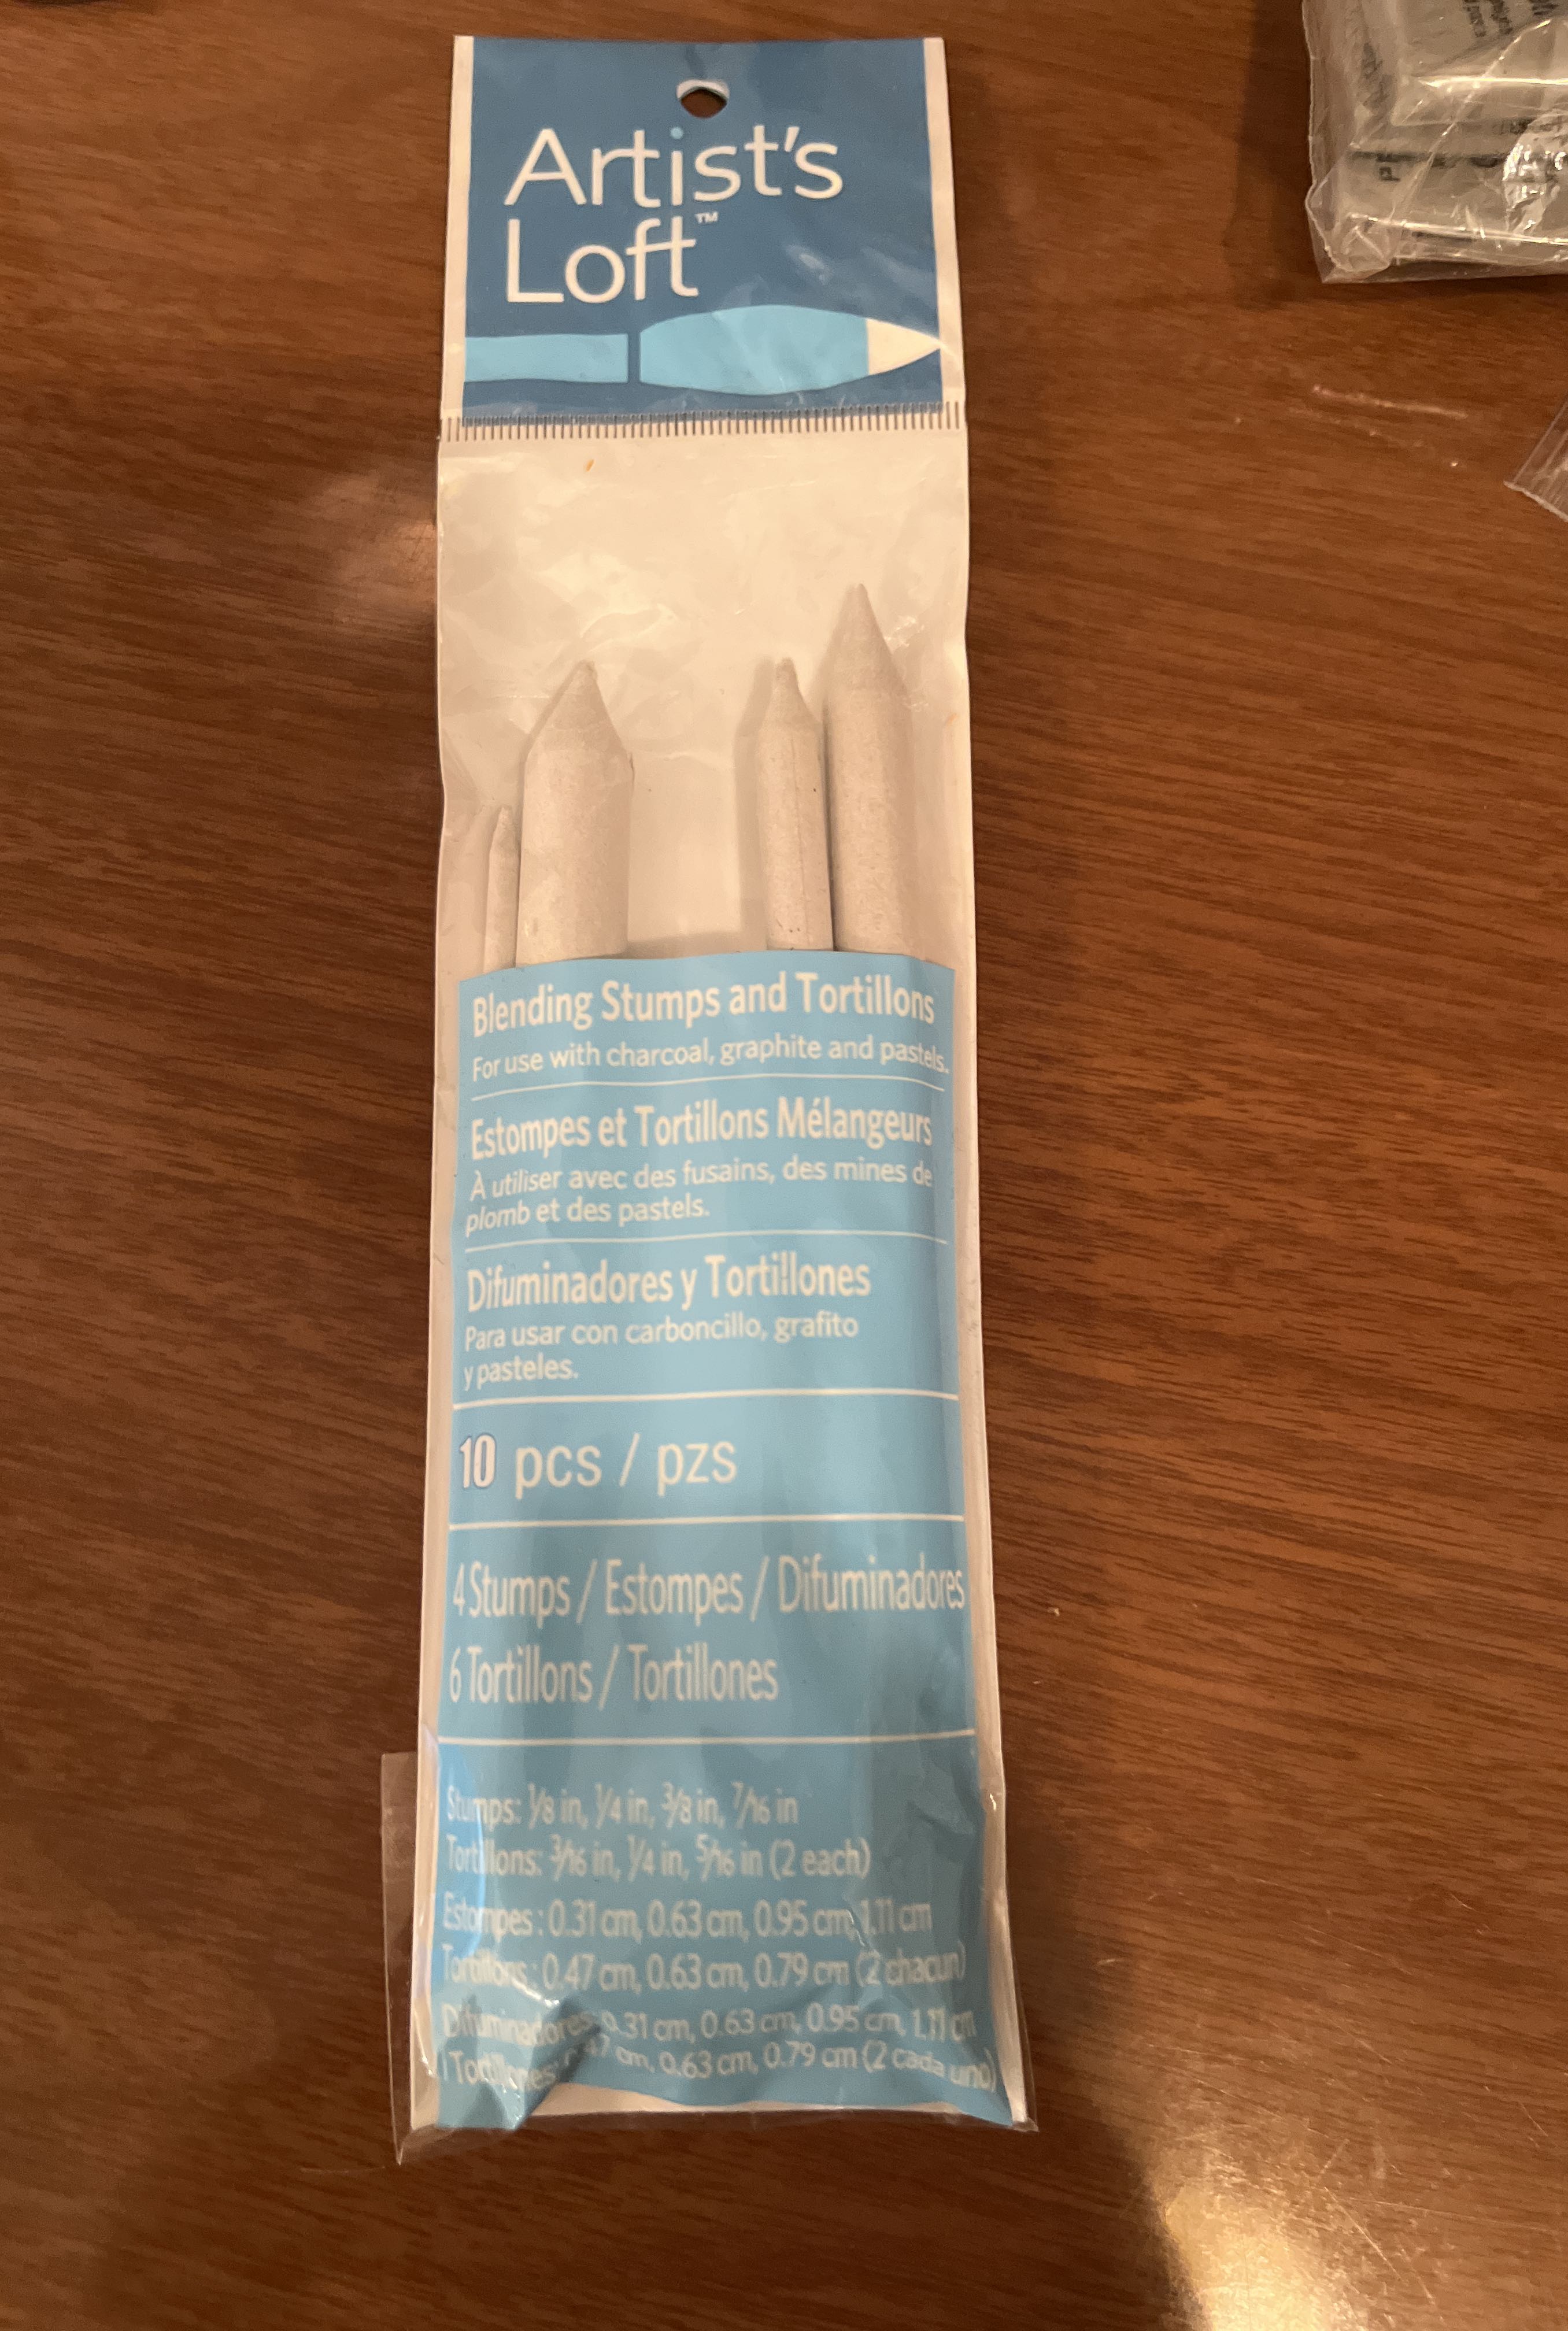 Artist's
Loft™
Blending Stumps and Tortillons
For use with charcoal, graphite and pastels.
Estompes et Tortillons Mélangeurs
À utiliser avec des fusains, des mines de
plomb et des pastels.
Difuminadores y Tortillones
Para usar con carboncillo, grafito
y pasteles.
10 pcs / pzs
4 Stumps / Estompes / Difuminadores
6 Tortillons / Tortillones
Stumps: 1/8 in, 1/4 in, 3/8 in, 7/16 in
Tortillons: 3/16 in, 1/4 in, 5/16 in (2 each)
Estompes : 0.31 cm, 0.63 cm, 0.95 cm, 1.11 cm
Tortillons : 0.47 cm, 0.63 cm, 0.79 cm (2 chacun)
Difuminadores: 0.31 cm, 0.63 cm, 0.95 cm, 1.11 cm
Tortillones: 0.47 cm, 0.63 cm, 0.79 cm (2 cada uno)